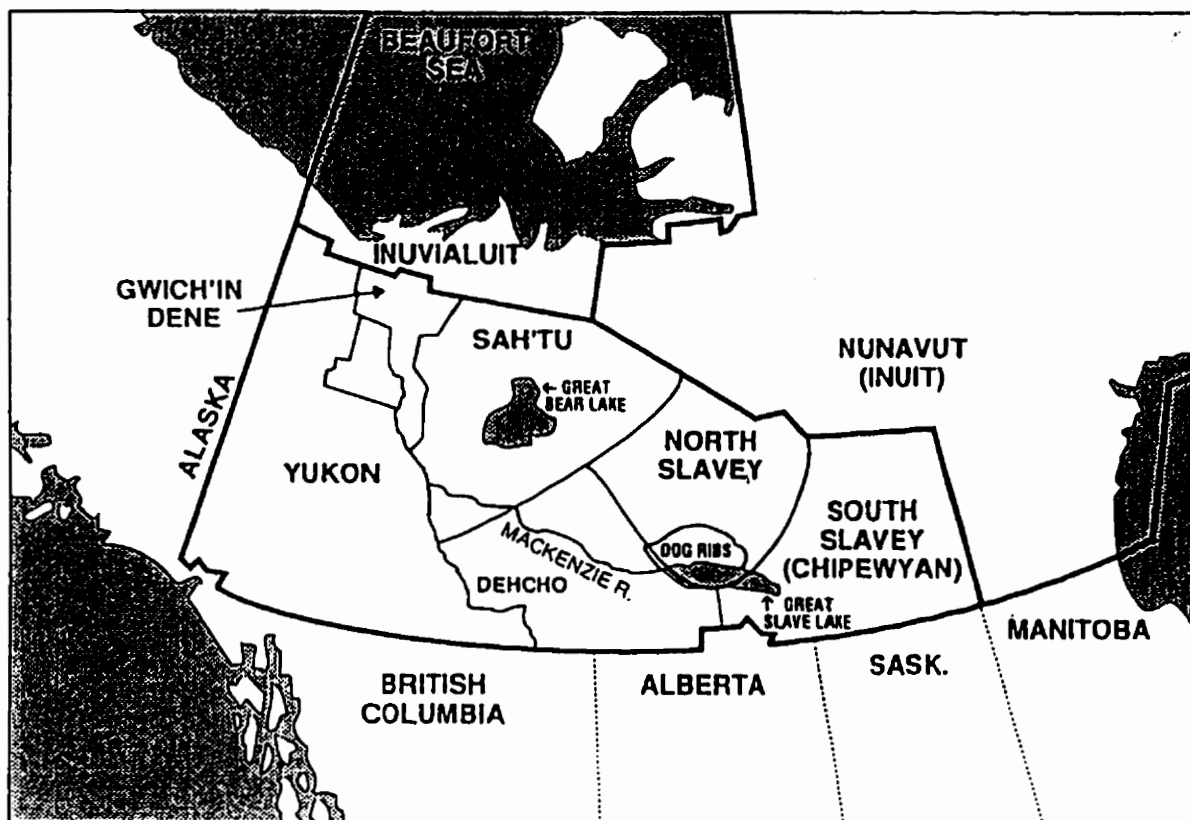 BEAUFORT
SEA
INUVIALUIT
GWICH'IN
DENE
SAH'TU
← GREAT
BEAR LAKE
NUNAVUT
(INUIT)
ALASKA
YUKON
NORTH
SLAVEY
SOUTH
SLAVEY
(CHIPEWYAN)
MACKENZIE R.
DOG RIBS
DEHCHO
↑ GREAT
SLAVE LAKE
MANITOBA
SASK.
ALBERTA
BRITISH
COLUMBIA